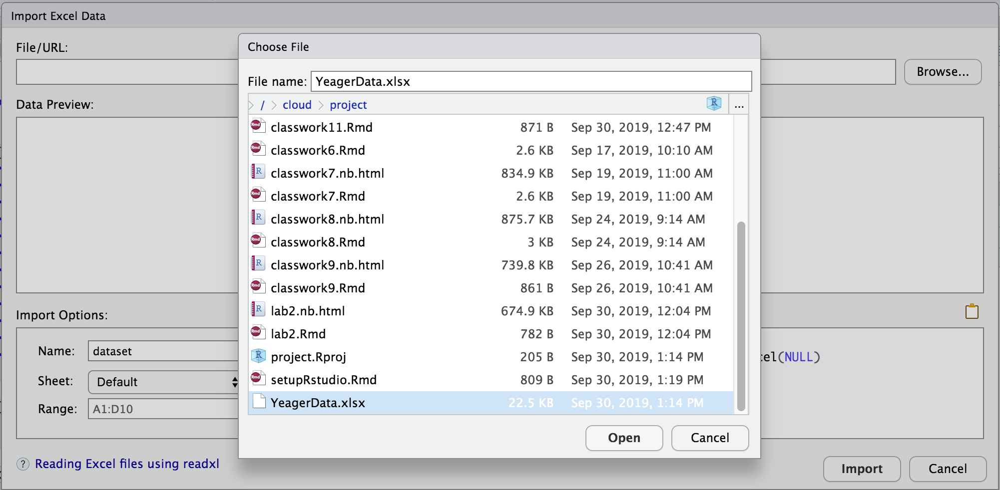 Import Excel Data
File/URL:
Browse...
Data Preview:
Import Options:
Name: dataset
Sheet: Default
Range: A1:D10
(NULL)
? Reading Excel files using readxl
Import Cancel
Choose File
File name: YeagerData.xlsx
/ cloud project R ...
Rmd classwork11.Rmd 871 B Sep 30, 2019, 12:47 PM
Rmd classwork6.Rmd 2.6 KB Sep 17, 2019, 10:10 AM
R classwork7.nb.html 834.9 KB Sep 19, 2019, 11:00 AM
Rmd classwork7.Rmd 2.6 KB Sep 19, 2019, 11:00 AM
R classwork8.nb.html 875.7 KB Sep 24, 2019, 9:14 AM
Rmd classwork8.Rmd 3 KB Sep 24, 2019, 9:14 AM
R classwork9.nb.html 739.8 KB Sep 26, 2019, 10:41 AM
Rmd classwork9.Rmd 861 B Sep 26, 2019, 10:41 AM
R lab2.nb.html 674.9 KB Sep 30, 2019, 12:04 PM
Rmd lab2.Rmd 782 B Sep 30, 2019, 12:04 PM
R project.Rproj 205 B Sep 30, 2019, 1:14 PM
Rmd setupRstudio.Rmd 809 B Sep 30, 2019, 1:19 PM
YeagerData.xlsx 22.5 KB Sep 30, 2019, 1:14 PM
Open Cancel